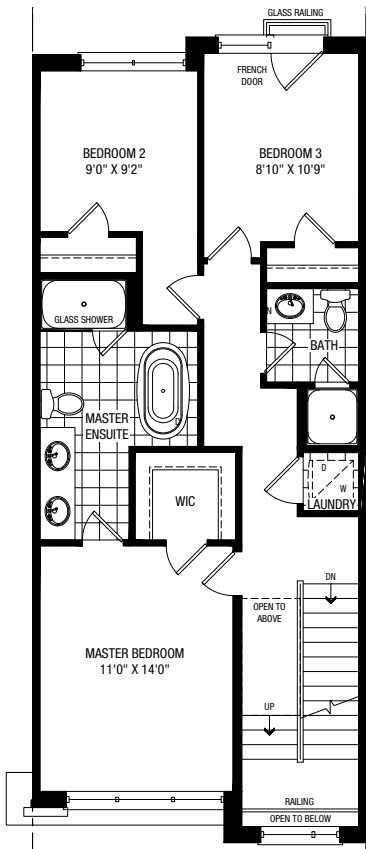 GLASS RAILING
FRENCH
DOOR
BEDROOM 2
9'0" X 9'2"
BEDROOM 3
8'10" X 10'9"
GLASS SHOWER
N
BATH
MASTER
ENSUITE
D
WIC
D
W
LAUNDRY
DN
OPEN TO
ABOVE
MASTER BEDROOM
11'0" X 14'0"
UP
RAILING
OPEN TO BELOW